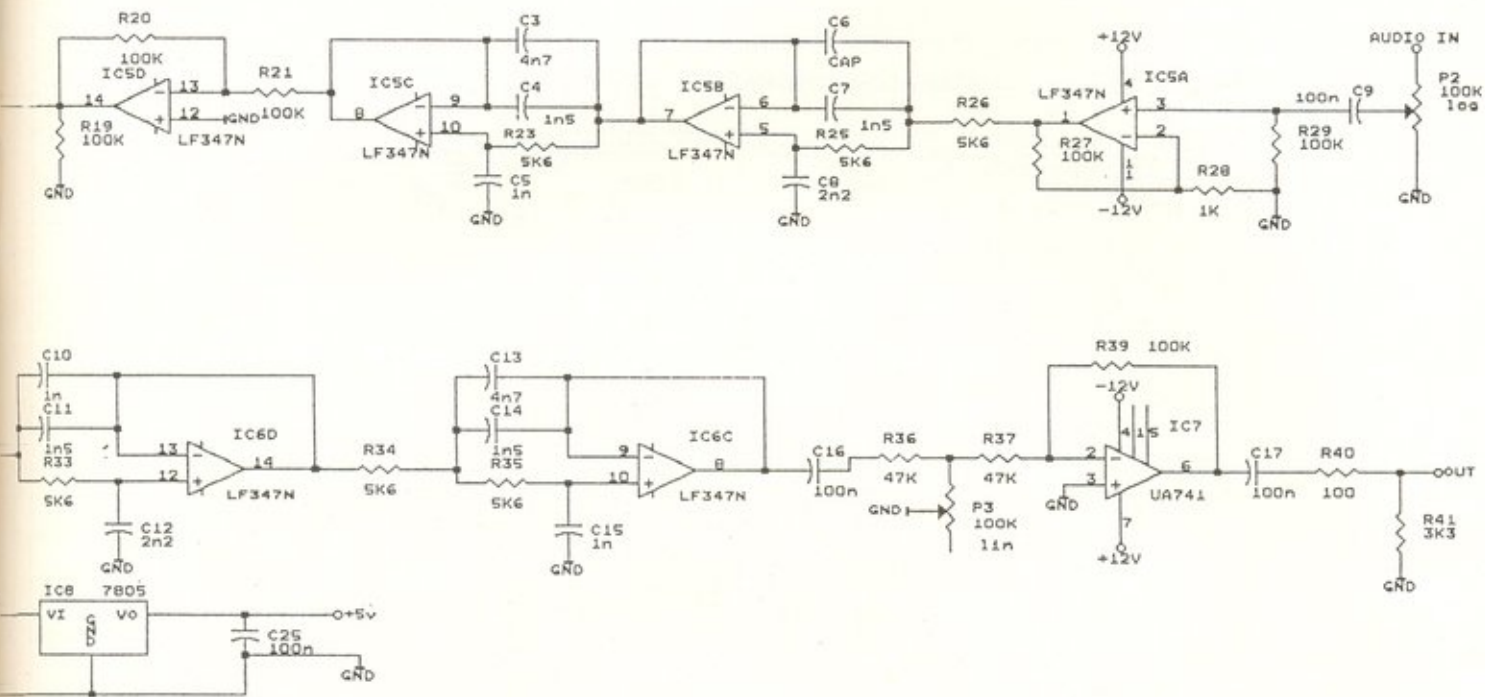 R20
100K
IC5D
13
14
12
GND
LF347N
R19
100K
GND
R21
100K
C3
4n7
IC5C
C4
1n5
9
8
10
LF347N
R23
5K6
C5
1n
GND
C6
CAP
IC5B
C7
1n5
6
7
5
LF347N
R25
5K6
C8
2n2
GND
R26
5K6
+12V
4
IC5A
LF347N
1
3
2
11
-12V
R27
100K
R28
1K
GND
R29
100K
100n
C9
AUDIO IN
P2
100K
log
GND
C10
1n
C11
1n5
R33
5K6
13
12
14
IC6D
LF347N
C12
2n2
GND
R34
5K6
C13
4n7
C14
1n5
R35
5K6
9
10
8
IC6C
LF347N
C15
1n
GND
C16
100n
R36
47K
R37
47K
GND
P3
100K
lin
R39 100K
-12V
4
1
5
IC7
2
3
6
7
GND
UA741
+12V
C17
100n
R40
100
OUT
R41
3K3
GND
IC8 7805
VI GND VO
+5v
C25
100n
GND